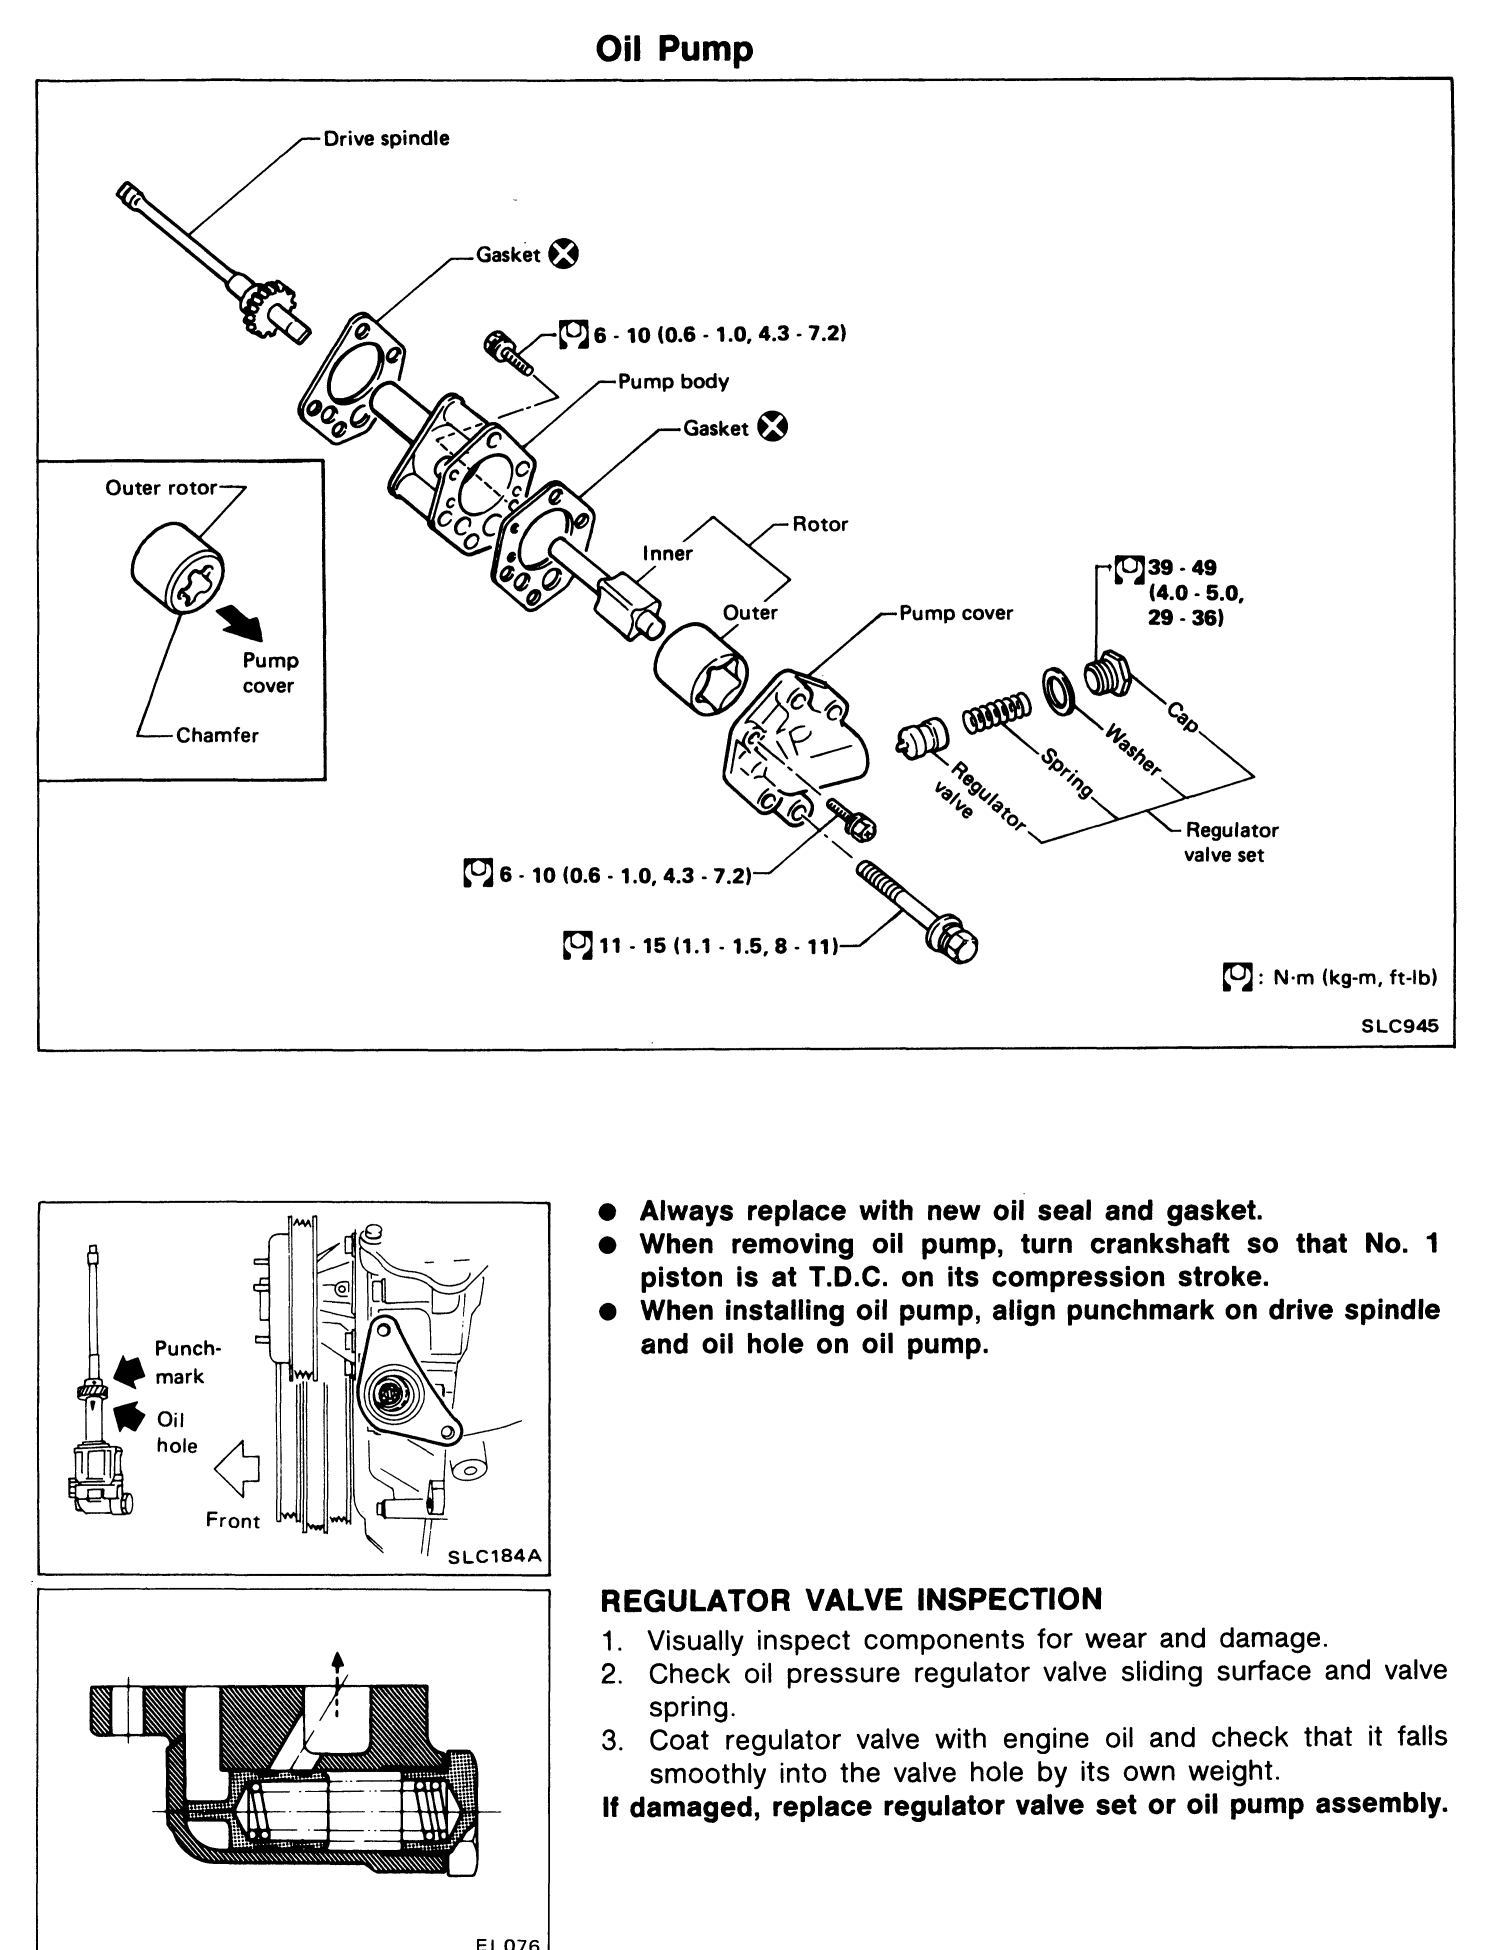 Oil Pump
Drive spindle
Gasket
6 - 10 (0.6 - 1.0, 4.3 - 7.2)
Pump body
Gasket
Outer rotor
Pump
cover
Chamfer
Rotor
Inner
Outer
Pump cover
39 - 49
(4.0 - 5.0,
29 - 36)
Cap
Washer
Spring
Regulator
valve
Regulator
valve set
6 - 10 (0.6 - 1.0, 4.3 - 7.2)
11 - 15 (1.1 - 1.5, 8 - 11)
: N·m (kg-m, ft-lb)
SLC945
Punch-
mark
Oil
hole
Front
SLC184A
● Always replace with new oil seal and gasket.
● When removing oil pump, turn crankshaft so that No. 1
piston is at T.D.C. on its compression stroke.
● When installing oil pump, align punchmark on drive spindle
and oil hole on oil pump.
REGULATOR VALVE INSPECTION
1. Visually inspect components for wear and damage.
2. Check oil pressure regulator valve sliding surface and valve
spring.
3. Coat regulator valve with engine oil and check that it falls
smoothly into the valve hole by its own weight.
If damaged, replace regulator valve set or oil pump assembly.
EL076